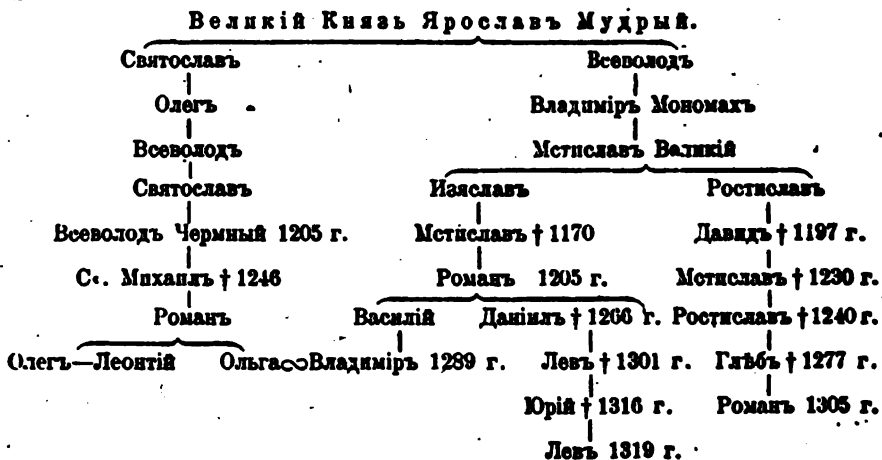 Великій Князь Ярославъ Мудрый.
Святославъ Всеволодъ
Олегъ Владиміръ Мономахъ
Всеволодъ Мстиславъ Валикій
Святославъ Изяславъ Ростиславъ
Всеволодъ Чермный 1205 г. Мстиславъ † 1170 Давидъ † 1197 г.
Св. Михаилъ † 1246 Романъ 1205 г. Мстиславъ † 1230 г.
Романъ Василій Даніилъ † 1266 г. Ростиславъ † 1240 г.
Олегъ—Леонтій Ольга∞Владиміръ 1289 г. Левъ † 1301 г. Глѣбъ † 1277 г.
Юрій † 1316 г. Романъ 1305 г.
Левъ 1319 г.